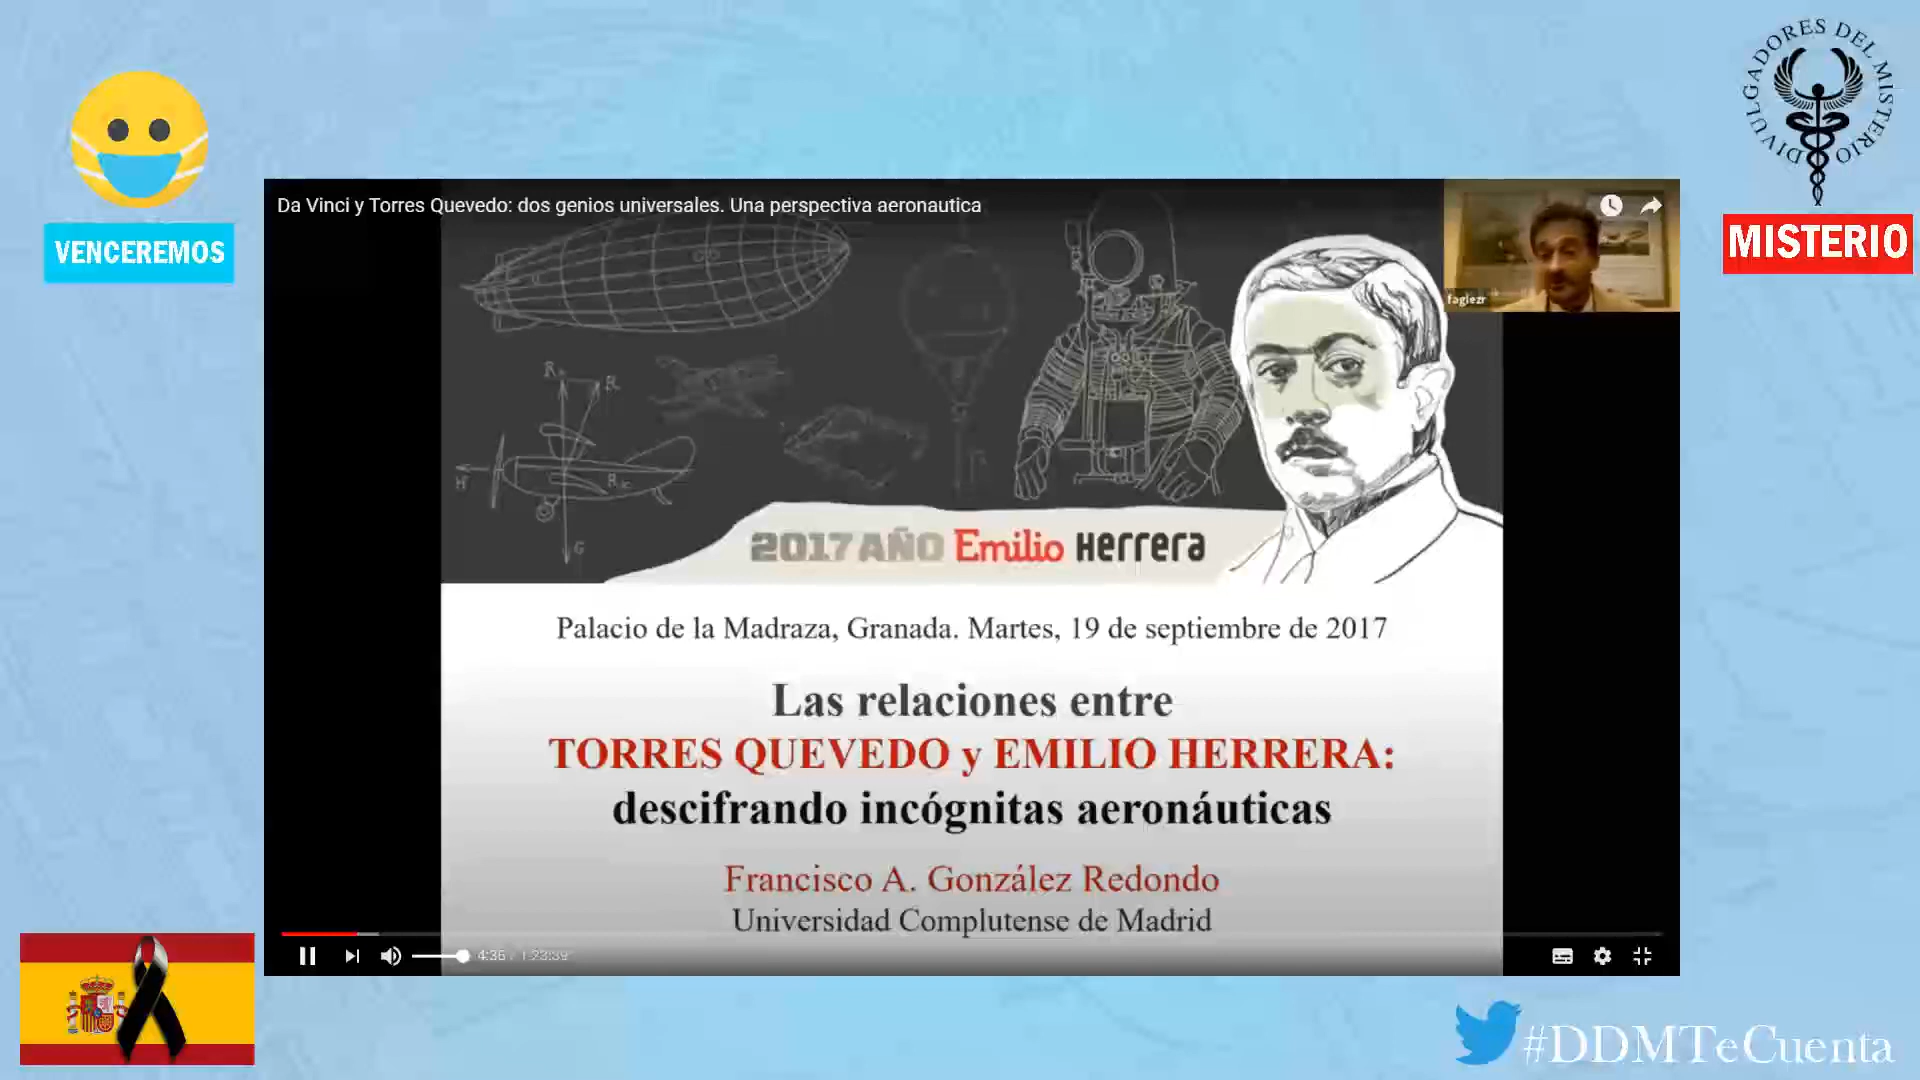 DIVULGADORES DEL MISTERIO
VENCEREMOS
MISTERIO
Da Vinci y Torres Quevedo: dos genios universales. Una perspectiva aeronautica
faglezr
R
R
H
G
2017 AÑO Emilio Herrera
Palacio de la Madraza, Granada. Martes, 19 de septiembre de 2017
Las relaciones entre
TORRES QUEVEDO y EMILIO HERRERA:
descifrando incógnitas aeronáuticas
Francisco A. González Redondo
Universidad Complutense de Madrid
4:36 / 1:23:39
#DDMTeCuenta